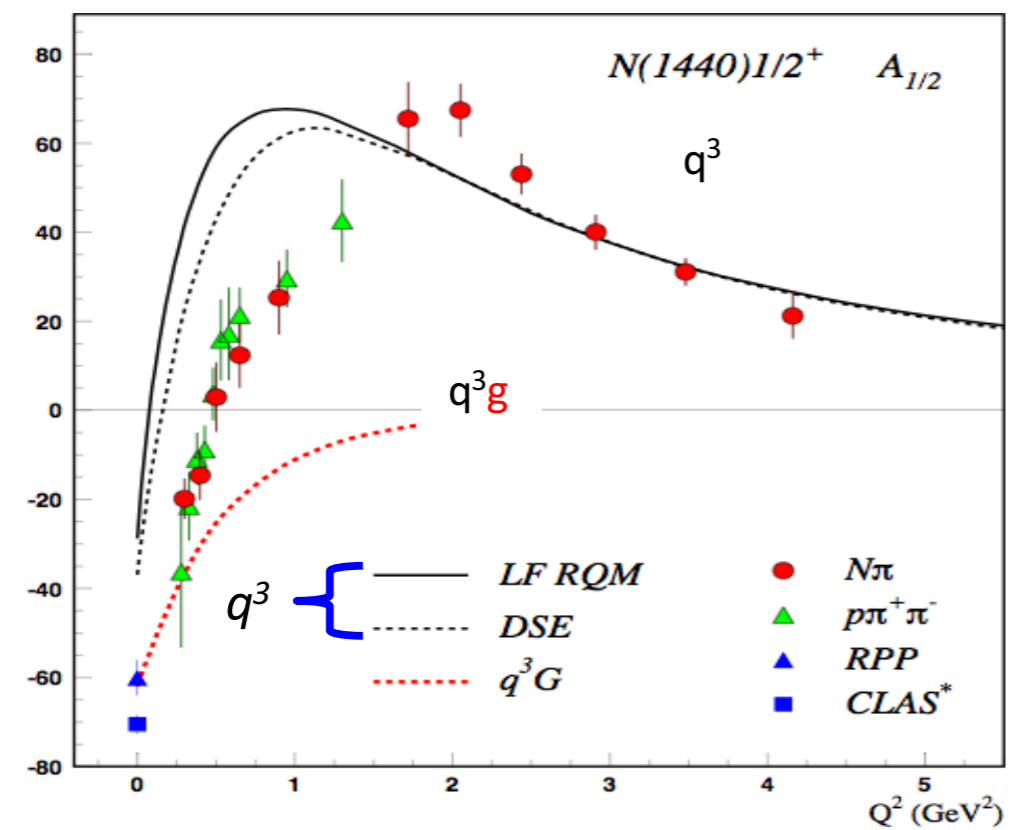 N(1440)1/2⁺ A₁/₂
80
60
40
20
0
-20
-40
-60
-80
q³
q³g
q³
LF RQM
DSE
q³G
Nπ
pπ⁺π⁻
RPP
CLAS*
0 1 2 3 4 5
Q² (GeV²)